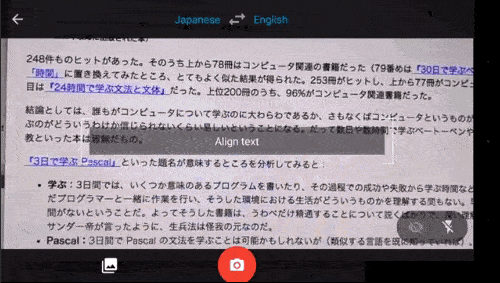 Japanese English
248件ものヒットがあった。そのうち上から78冊はコンピュータ関連の書籍だった（79番めは『30日で学ぶベ
『時間』に置き換えてみたところ、とてもよく似た結果が得られた。253冊がヒットし、上から77冊がコンピュ
目は『24時間で学ぶ文法と文体』だった。上位200冊のうち、96%がコンピュータ関連書籍だった。
結論としては、誰もがコンピュータについて学ぶのに大わらわであるか、さもなくばコンピュータというものが
ぶのがどういうわけか信じられないくらい易しいということになる。だって数日や数時間で学ぶベートーベンや
教といった本は
Align text
『3日で学ぶ Pascal』といった題名が意味するところを分析してみると：
• 学ぶ：3日間では、いくつか意味のあるプログラムを書いたり、その過程での成功や失敗から学ぶ時間など
だプログラマーと一緒に作業を行い、そうした環境における生活がどういうものかを理解する間もない。
間がないということだ。よってそうした書籍は、うわべだけ精通することについて説くばかりで、深い理解
サンダー帝が言ったように、生兵法は怪我の元なのだ。
• Pascal：3日間で Pascal の文法を学ぶことは可能かもしれないが（類似する言語を既に知っていれば）、